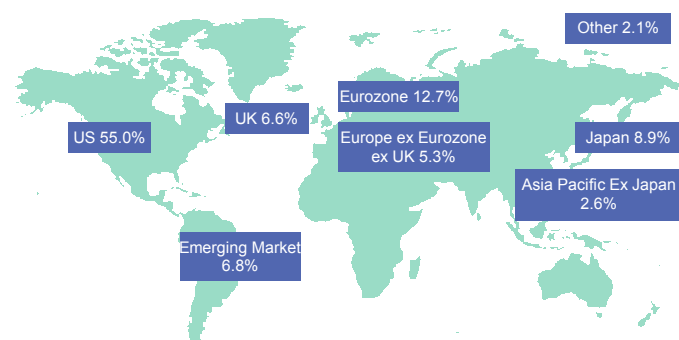 Other 2.1%
Eurozone 12.7%
UK 6.6%
US 55.0%
Europe ex Eurozone
ex UK 5.3%
Japan 8.9%
Asia Pacific Ex Japan
2.6%
Emerging Market
6.8%